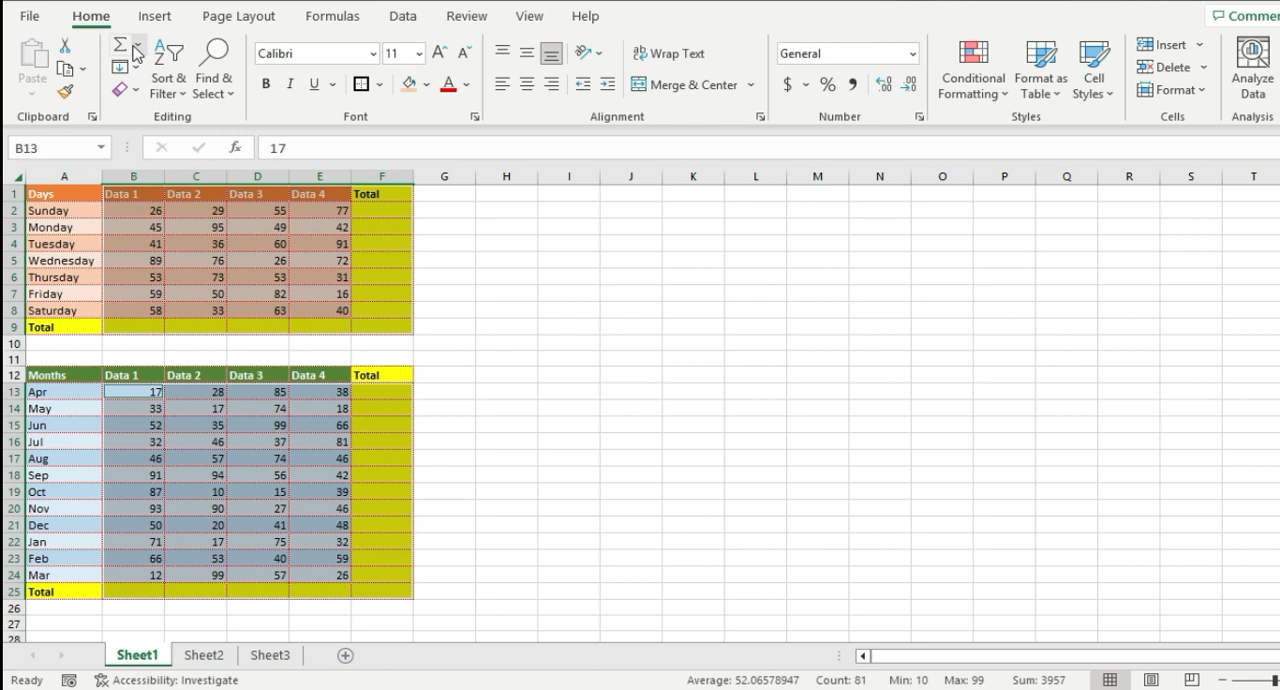 File Home Insert Page Layout Formulas Data Review View Help Commen
Paste
Clipboard
Sort & Filter
Find & Select
Editing
Calibri 11
B I U A
Font
ab Wrap Text
Merge & Center
Alignment
General
$ % 9
Number
Conditional Formatting
Format as Table
Cell Styles
Styles
Insert
Delete
Format
Cells
Analyze Data
Analysis
B13 fx 17
A B C D E F G H I J K L M N O P Q R S T
1 Days Data 1 Data 2 Data 3 Data 4 Total
2 Sunday 26 29 55 77
3 Monday 45 95 49 42
4 Tuesday 41 36 60 91
5 Wednesday 89 76 26 72
6 Thursday 53 73 53 31
7 Friday 59 50 82 16
8 Saturday 58 33 63 40
9 Total
10
11
12 Months Data 1 Data 2 Data 3 Data 4 Total
13 Apr 17 28 85 38
14 May 33 17 74 18
15 Jun 52 35 99 66
16 Jul 32 46 37 81
17 Aug 46 57 74 46
18 Sep 91 94 56 42
19 Oct 87 10 15 39
20 Nov 93 90 27 46
21 Dec 50 20 41 48
22 Jan 71 17 75 32
23 Feb 66 53 40 59
24 Mar 12 99 57 26
25 Total
26
27
28
Sheet1 Sheet2 Sheet3
Ready Accessibility: Investigate Average: 52.06578947 Count: 81 Min: 10 Max: 99 Sum: 3957